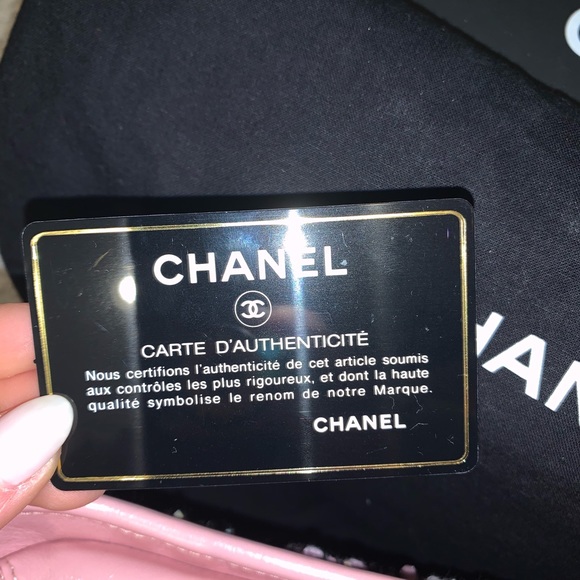 CHANEL
CARTE D'AUTHENTICITÉ
Nous certifions l'authenticité de cet article soumis
aux contrôles les plus rigoureux, et dont la haute
qualité symbolise le renom de notre Marque.
CHANEL
HAN